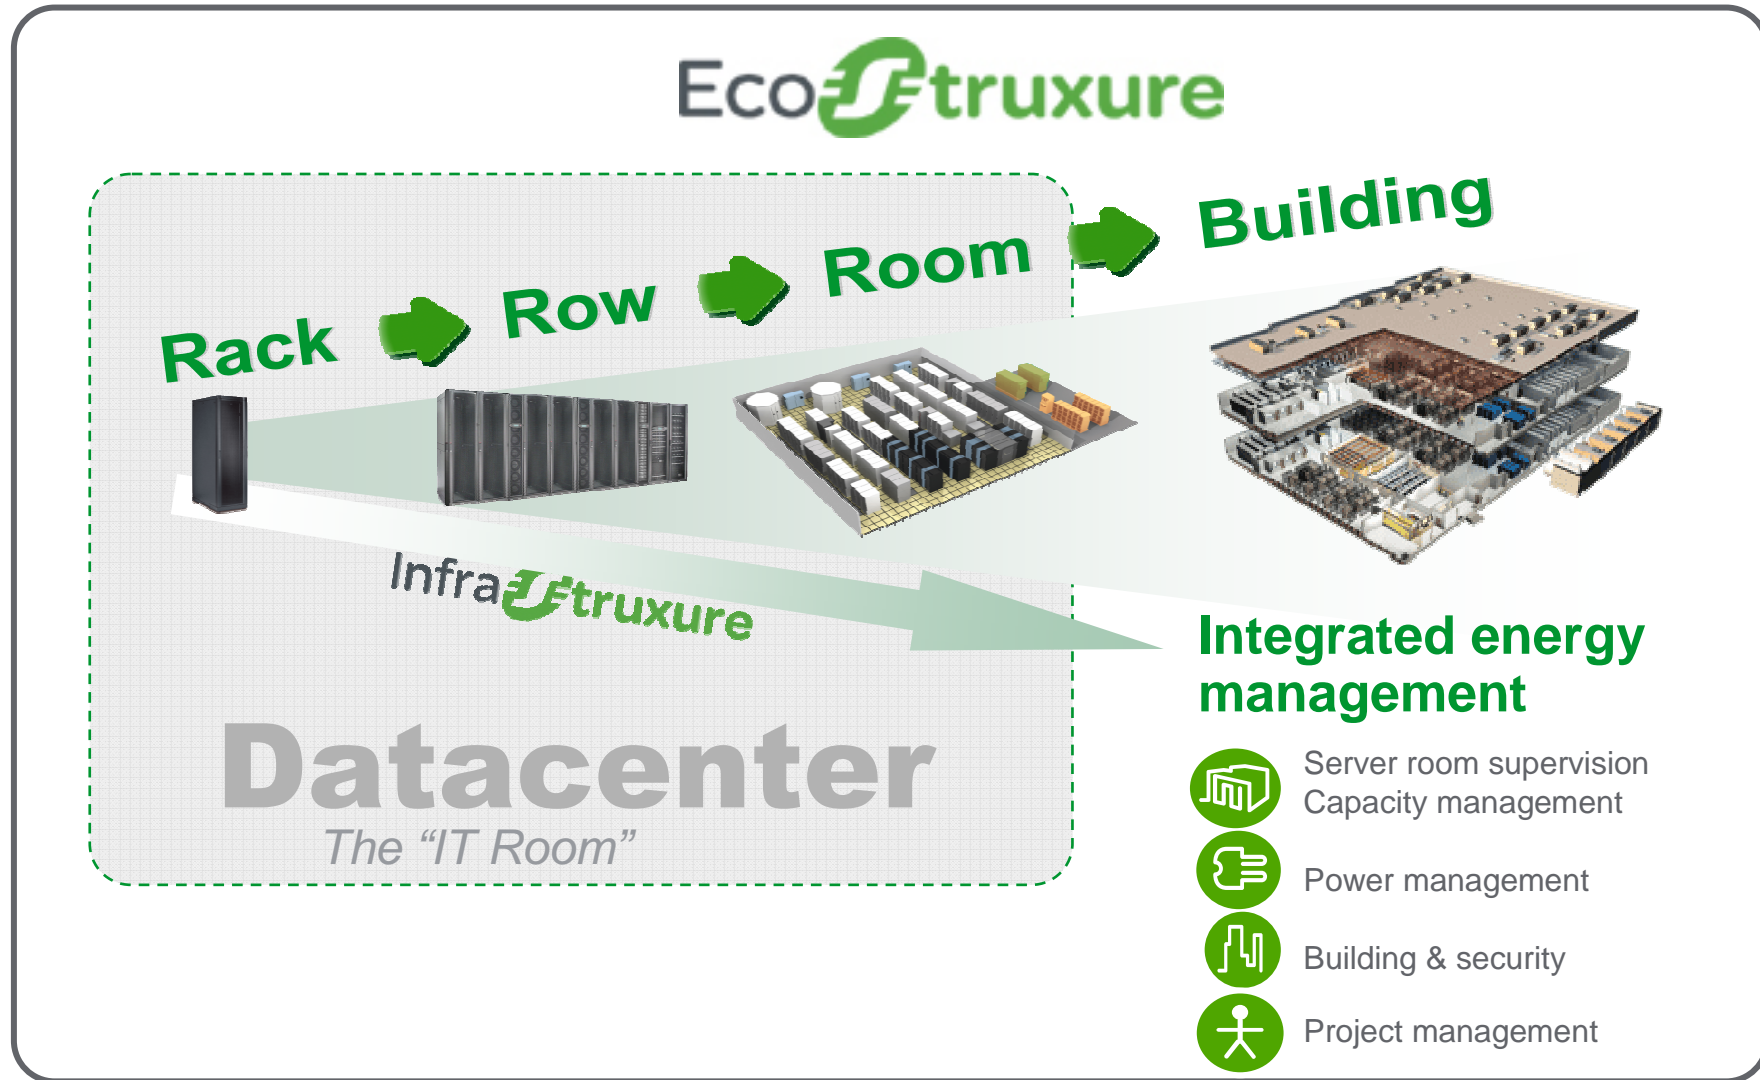 EcoStruxure
Rack
Row
Room
Building
InfraStruxure
Datacenter
The “IT Room”
Integrated energy
management
Server room supervision
Capacity management
Power management
Building & security
Project management